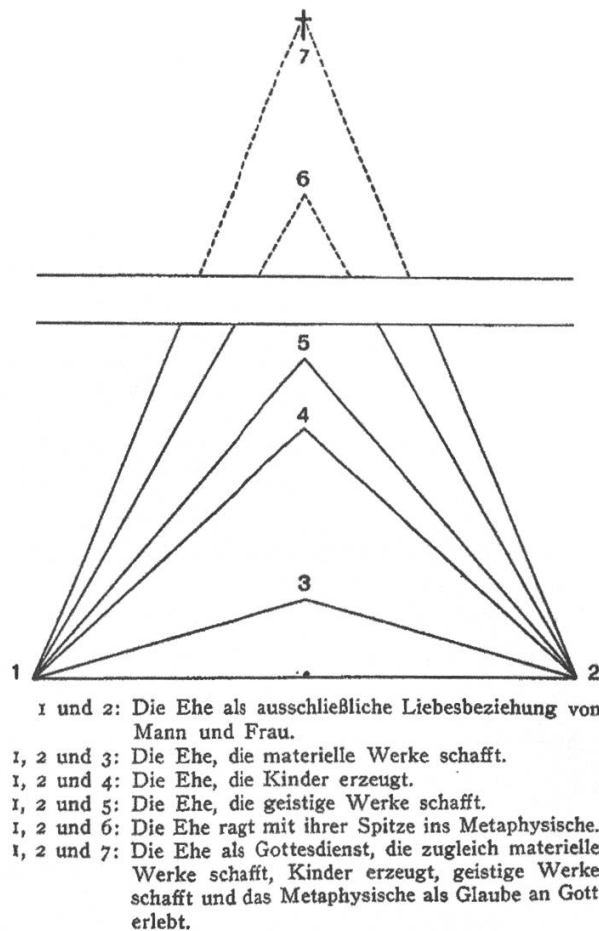 7
6
5
4
3
1 2
1 und 2: Die Ehe als ausschließliche Liebesbeziehung von
Mann und Frau.
1, 2 und 3: Die Ehe, die materielle Werke schafft.
1, 2 und 4: Die Ehe, die Kinder erzeugt.
1, 2 und 5: Die Ehe, die geistige Werke schafft.
1, 2 und 6: Die Ehe ragt mit ihrer Spitze ins Metaphysische.
1, 2 und 7: Die Ehe als Gottesdienst, die zugleich materielle
Werke schafft, Kinder erzeugt, geistige Werke
schafft und das Metaphysische als Glaube an Gott
erlebt.